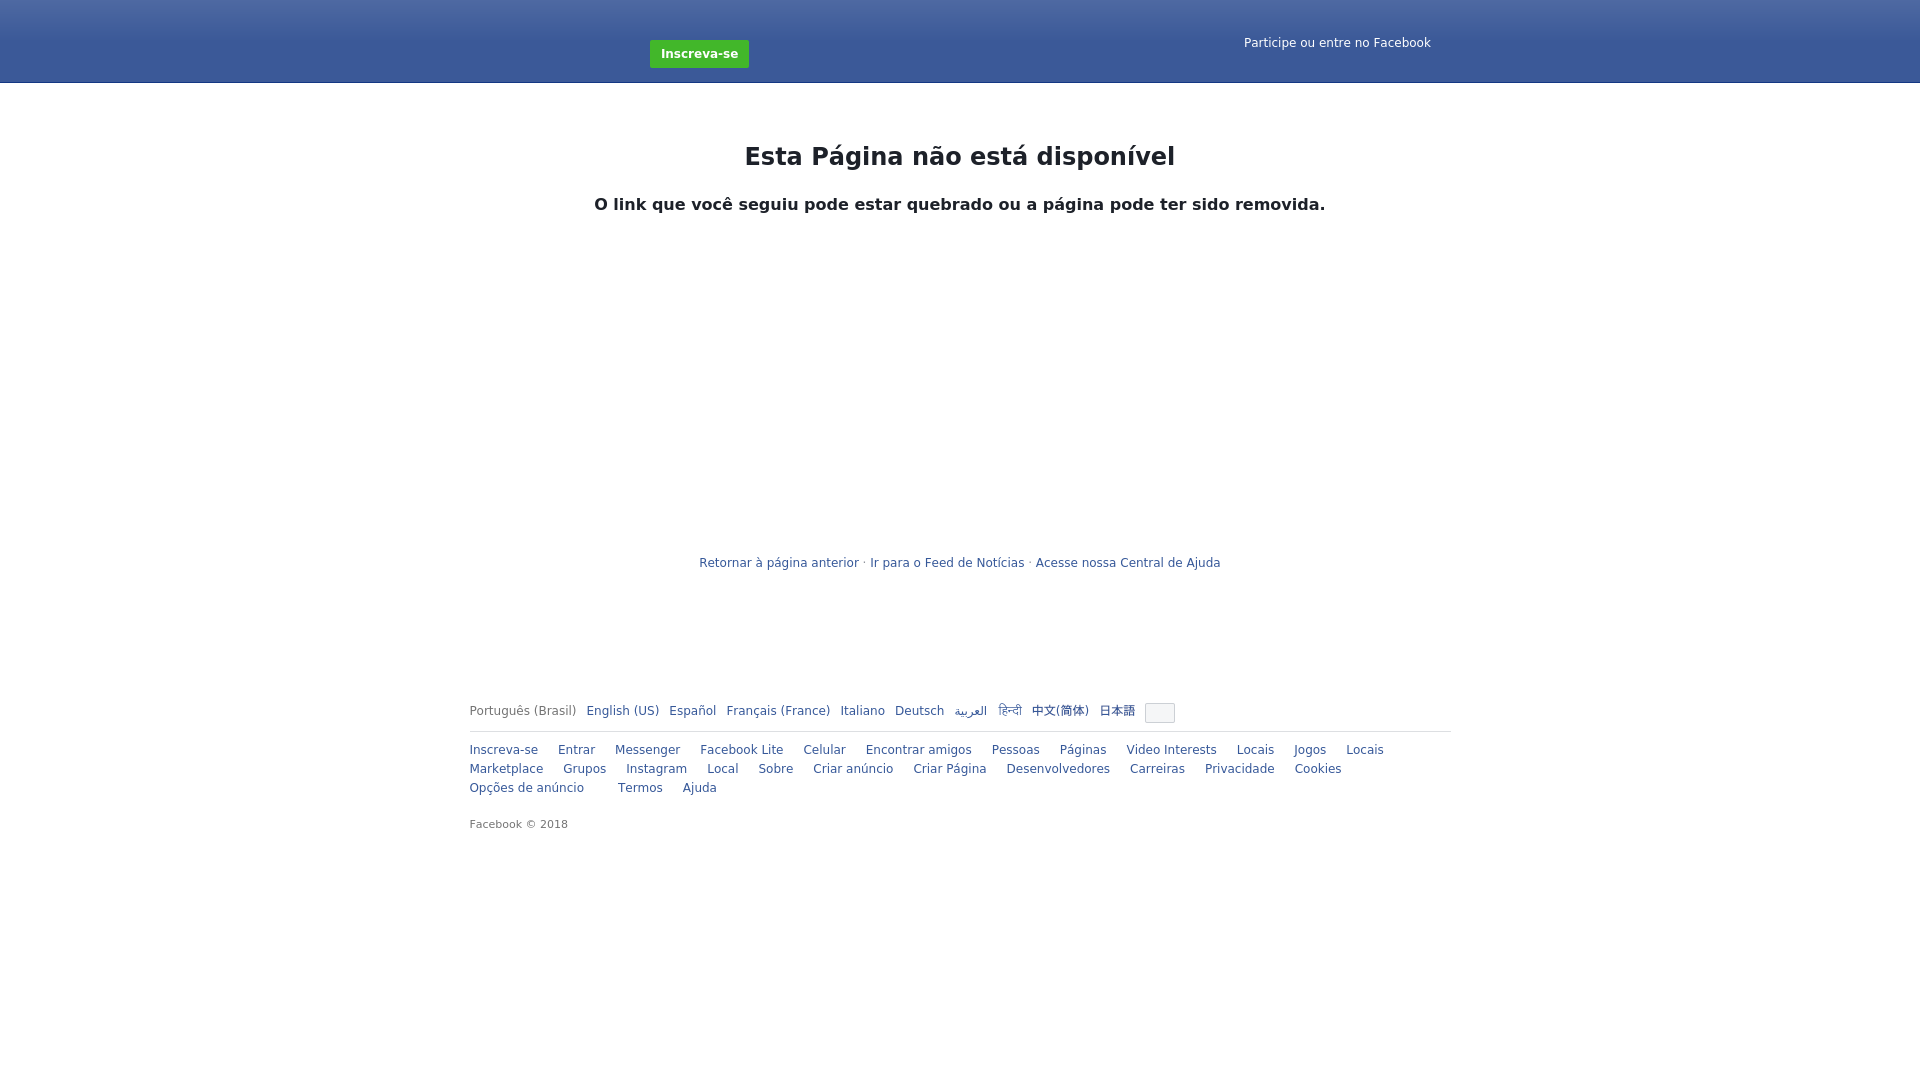 Inscreva-se
Participe ou entre no Facebook
Esta Página não está disponível
O link que você seguiu pode estar quebrado ou a página pode ter sido removida.
Retornar à página anterior · Ir para o Feed de Notícias · Acesse nossa Central de Ajuda
Português (Brasil) English (US) Español Français (France) Italiano Deutsch العربية हिन्दी 中文(简体) 日本語
Inscreva-se Entrar Messenger Facebook Lite Celular Encontrar amigos Pessoas Páginas Video Interests Locais Jogos Locais
Marketplace Grupos Instagram Local Sobre Criar anúncio Criar Página Desenvolvedores Carreiras Privacidade Cookies
Opções de anúncio Termos Ajuda
Facebook © 2018